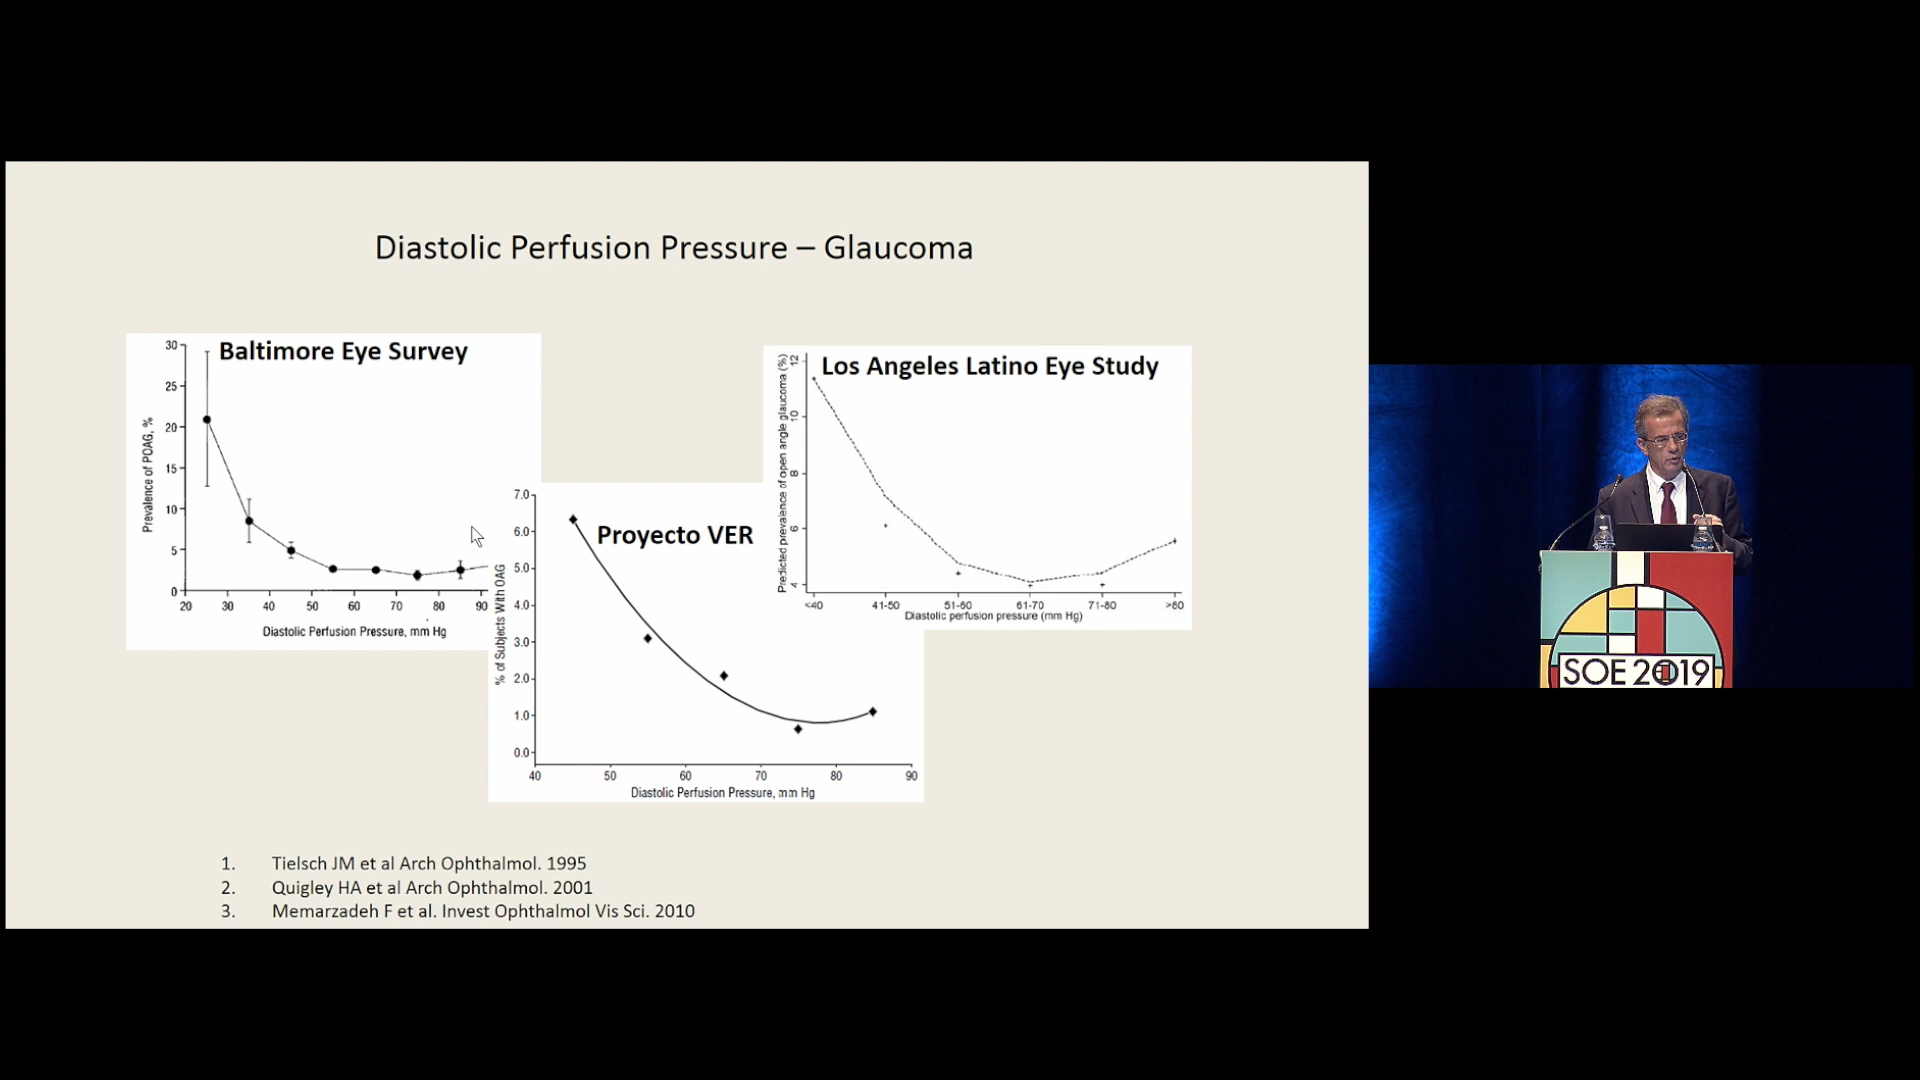 Diastolic Perfusion Pressure – Glaucoma
Baltimore Eye Survey
Prevalence of POAG, %
30
25
20
15
10
5
0
20 30 40 50 60 70 80 90
Diastolic Perfusion Pressure, mm Hg
Proyecto VER
% of Subjects With OAG
7.0
6.0
5.0
4.0
3.0
2.0
1.0
0.0
40 50 60 70 80 90
Diastolic Perfusion Pressure, mm Hg
Los Angeles Latino Eye Study
Predicted prevalence of open angle glaucoma (%)
12
10
8
6
4
<40 41-50 51-60 61-70 71-80 >80
Diastolic perfusion pressure (mm Hg)
1. Tielsch JM et al Arch Ophthalmol. 1995
2. Quigley HA et al Arch Ophthalmol. 2001
3. Memarzadeh F et al. Invest Ophthalmol Vis Sci. 2010
SOE 2019